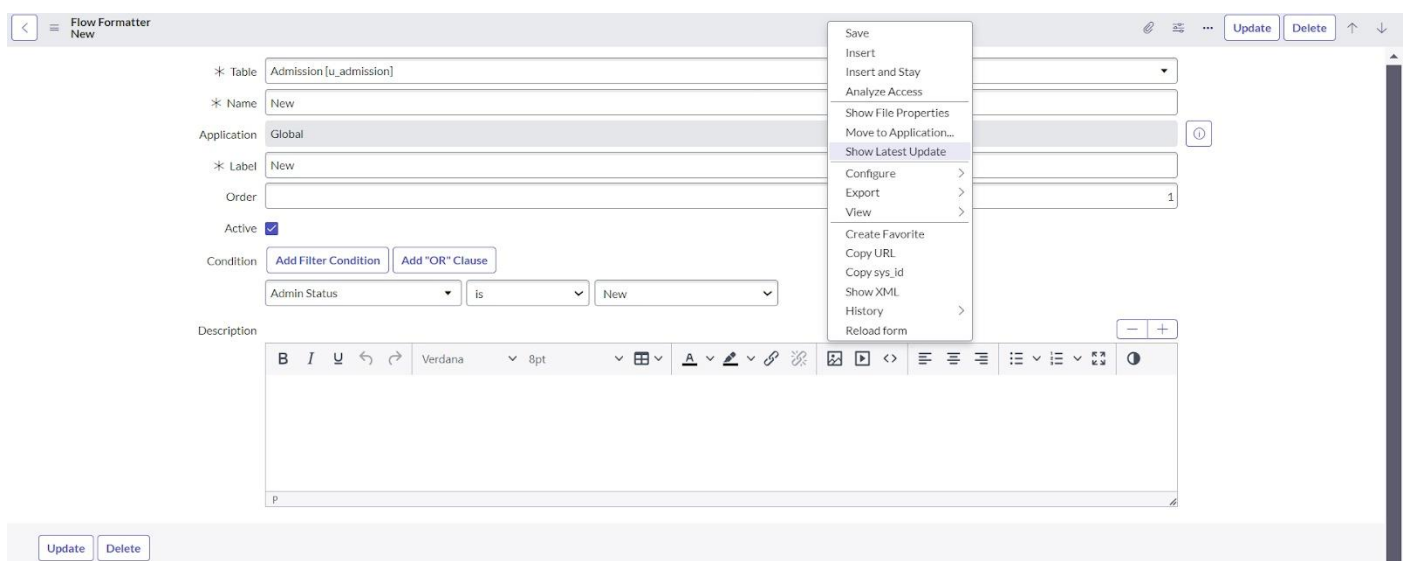 Flow Formatter
New
Update
Delete
Table
Admission [u_admission]
Name
New
Application
Global
Label
New
Order
1
Active
Condition
Add Filter Condition
Add "OR" Clause
Admin Status
is
New
Description
B I U
Verdana
8pt
A
P
Update
Delete
Save
Insert
Insert and Stay
Analyze Access
Show File Properties
Move to Application...
Show Latest Update
Configure
Export
View
Create Favorite
Copy URL
Copy sys_id
Show XML
History
Reload form